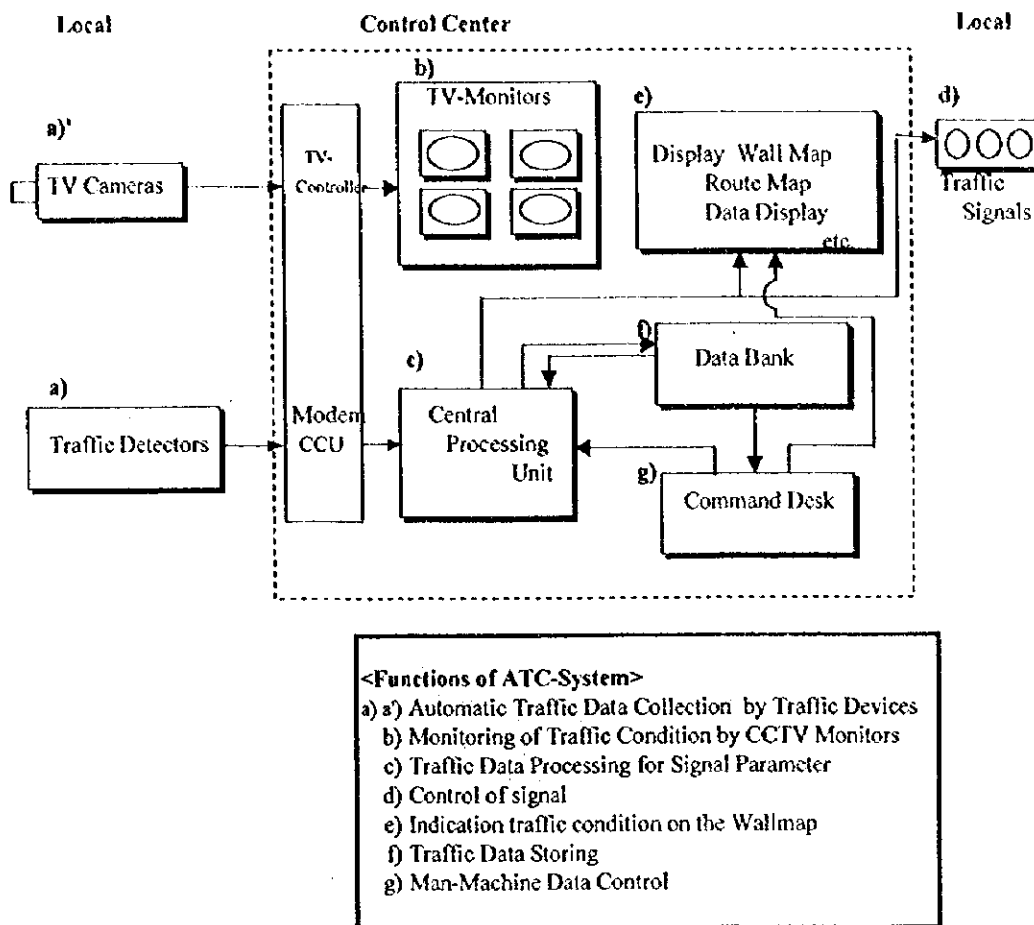 Local
Control Center
Local
b)
TV-Monitors
e)
d)
a)'
TV Cameras
TV-
Controller
Display Wall Map
Route Map
Data Display
etc
Traffic
Signals
f)
Data Bank
c)
a)
Traffic Detectors
Modem
CCU
Central
Processing
Unit
g)
Command Desk
<Functions of ATC-System>
a) a') Automatic Traffic Data Collection by Traffic Devices
b) Monitoring of Traffic Condition by CCTV Monitors
c) Traffic Data Processing for Signal Parameter
d) Control of signal
e) Indication traffic condition on the Wallmap
f) Traffic Data Storing
g) Man-Machine Data Control